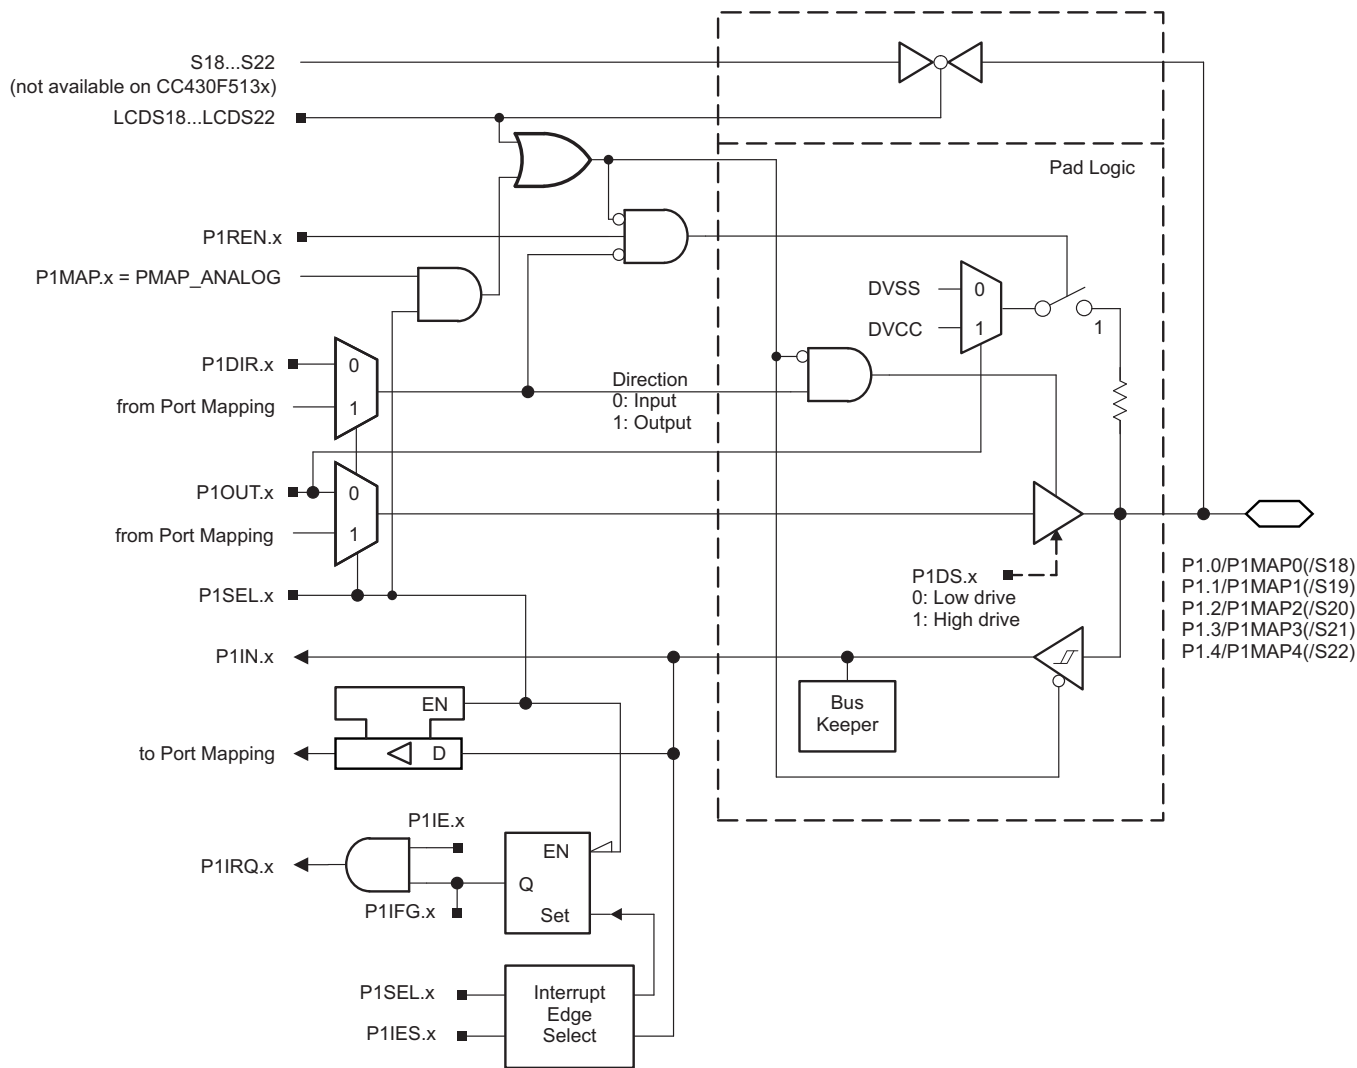 S18...S22
(not available on CC430F513x)
LCDS18...LCDS22
Pad Logic
P1REN.x
P1MAP.x = PMAP_ANALOG
DVSS
0
DVCC
1
1
P1DIR.x
0
from Port Mapping
1
Direction
0: Input
1: Output
P1OUT.x
0
from Port Mapping
1
P1SEL.x
P1DS.x
0: Low drive
1: High drive
P1.0/P1MAP0(/S18)
P1.1/P1MAP1(/S19)
P1.2/P1MAP2(/S20)
P1.3/P1MAP3(/S21)
P1.4/P1MAP4(/S22)
P1IN.x
Bus
Keeper
EN
to Port Mapping
D
P1IE.x
P1IRQ.x
EN
Q
P1IFG.x
Set
P1SEL.x
P1IES.x
Interrupt
Edge
Select